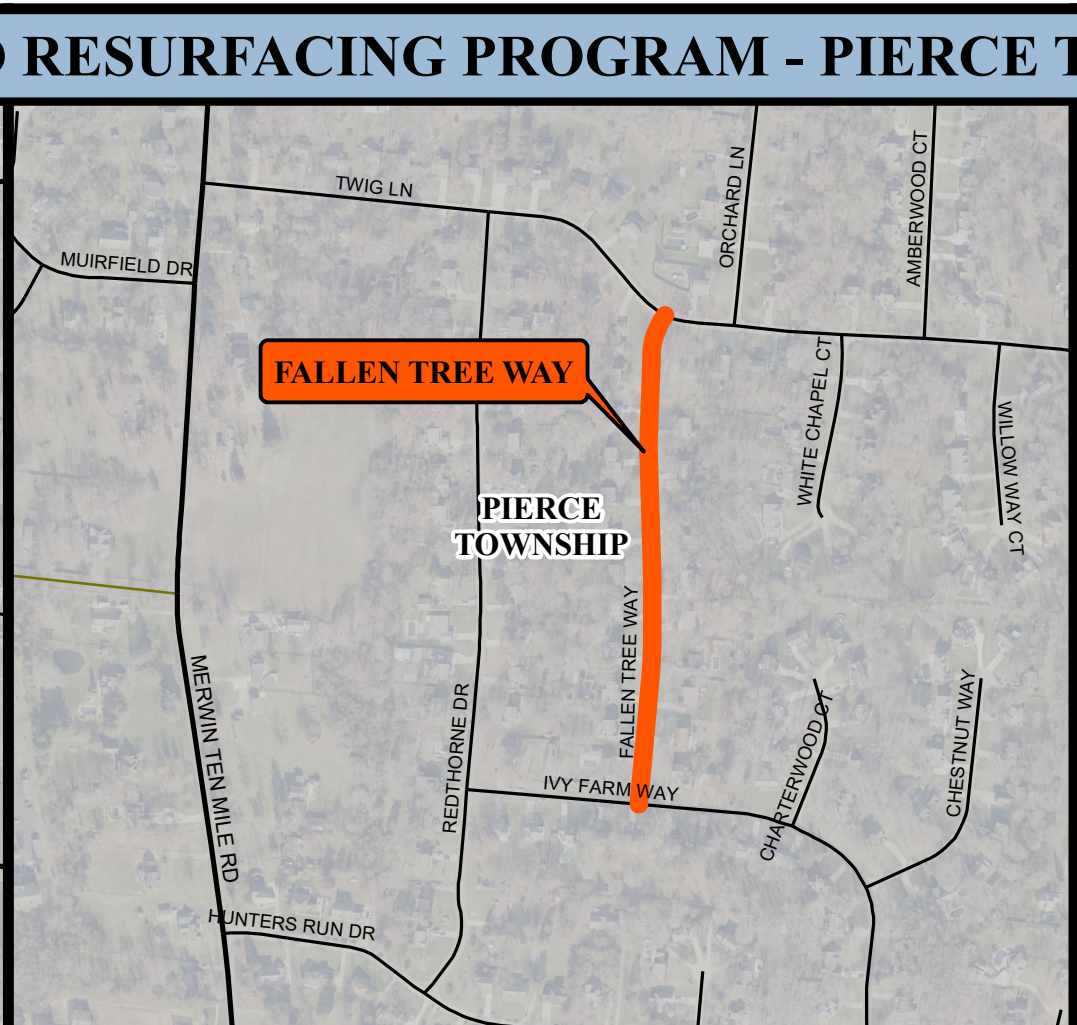 RESURFACING PROGRAM - PIERCE
TWIG LN
ORCHARD LN
AMBERWOOD CT
MUIRFIELD DR
FALLEN TREE WAY
WHITE CHAPEL CT
WILLOW WAY CT
PIERCE
TOWNSHIP
FALLEN TREE WAY
MERWIN TEN MILE RD
REDTHORNE DR
IVY FARM WAY
CHARTERWOOD CT
CHESTNUT WAY
HUNTERS RUN DR